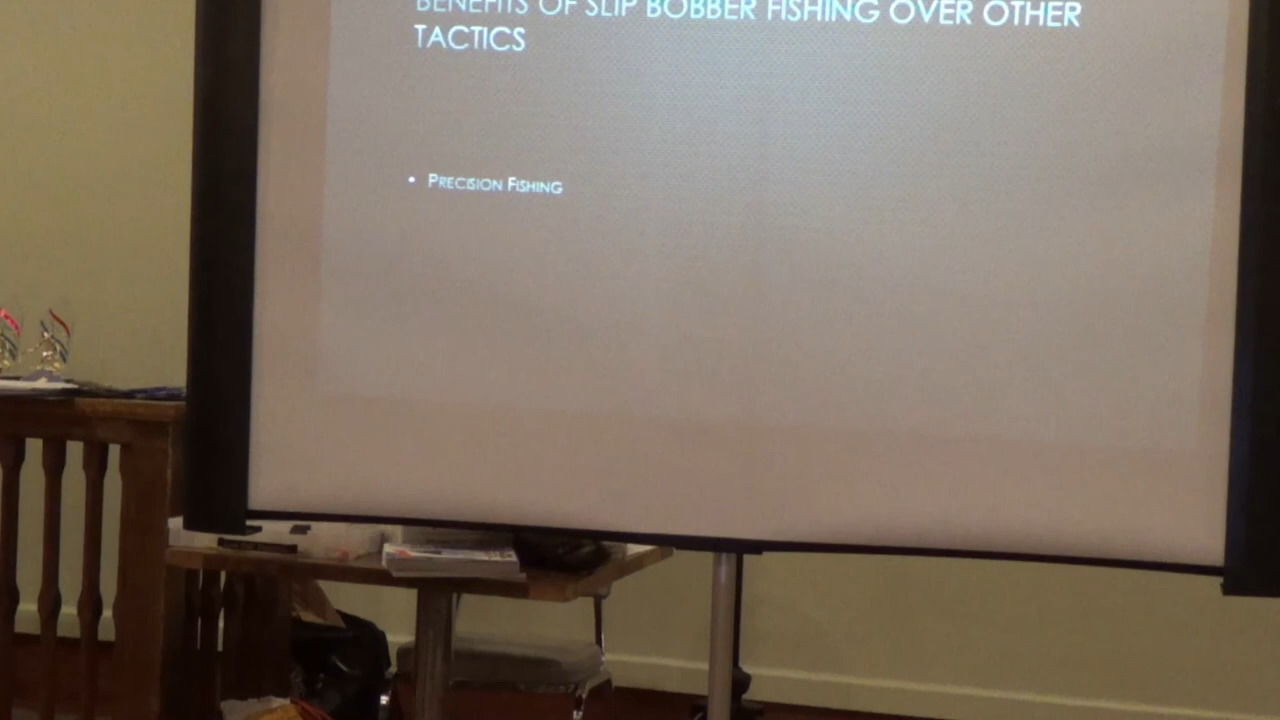 BENEFITS OF SLIP BOBBER FISHING OVER OTHER
TACTICS
• PRECISION FISHING